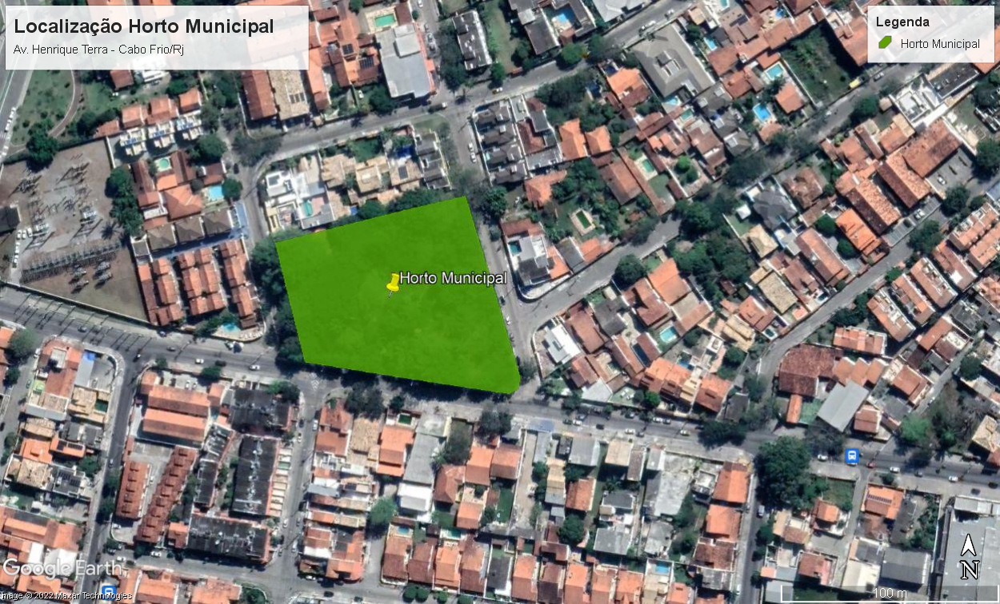 Localização Horto Municipal
Av. Henrique Terra - Cabo Frio/Rj
Legenda
Horto Municipal
Horto Municipal
N
Google Earth
Image © 2022 Maxar Technologies
100 m